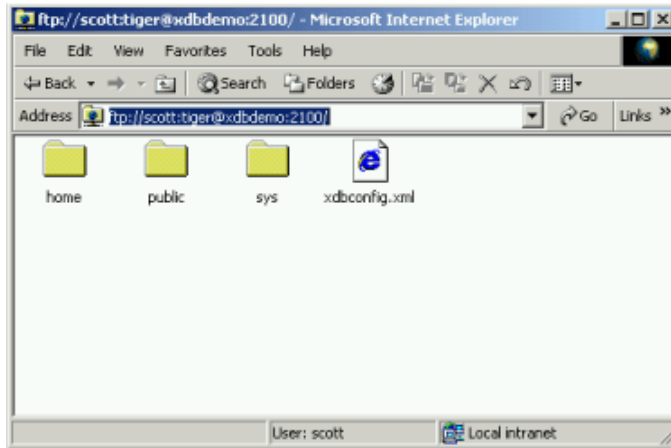 ftp://scott:tiger@xdbdemo:2100/ - Microsoft Internet Explorer
File Edit View Favorites Tools Help
Back Search Folders
Address ftp://scott:tiger@xdbdemo:2100/ Go Links »
home public sys xdbconfig.xml
User: scott Local intranet